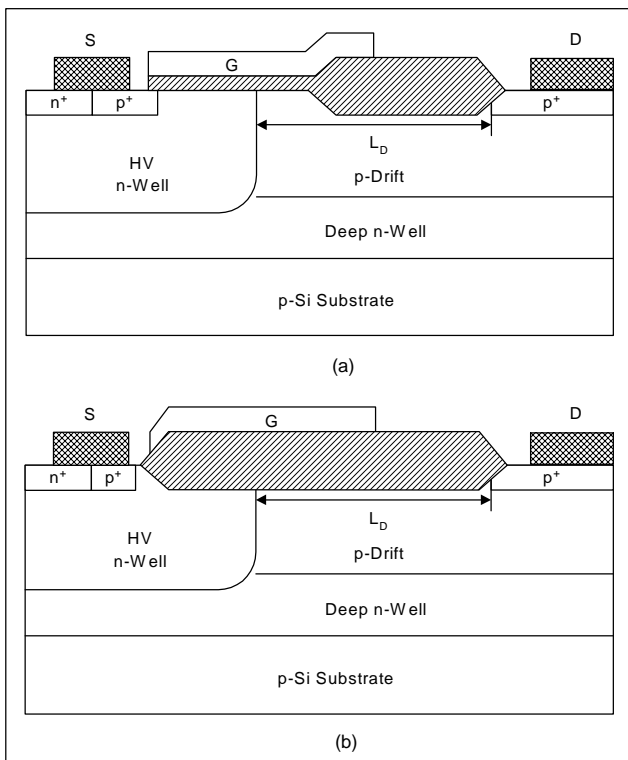 S
D
G
n+ p+
p+
L_D
HV
n-Well
p-Drift
Deep n-Well
p-Si Substrate
(a)
S
D
G
n+ p+
p+
L_D
HV
n-Well
p-Drift
Deep n-Well
p-Si Substrate
(b)